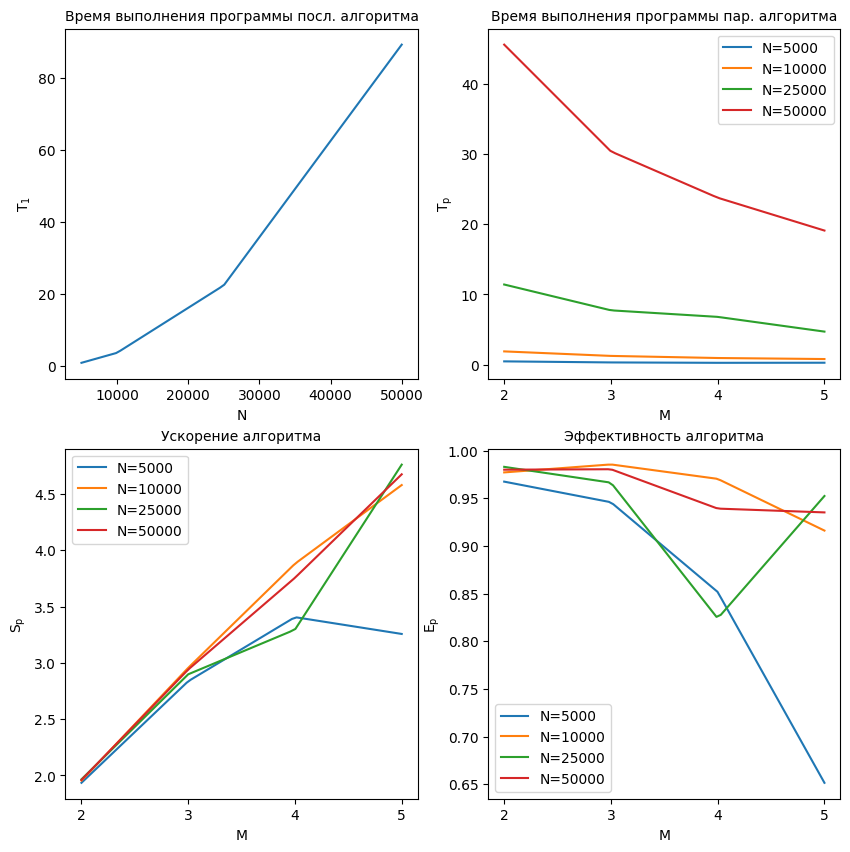 Время выполнения программы посл. алгоритма
T1
80
60
40
20
0
10000 20000 30000 40000 50000
N
Время выполнения программы пар. алгоритма
Tp
40
30
20
10
0
N=5000
N=10000
N=25000
N=50000
2 3 4 5
M
Ускорение алгоритма
Sp
4.5
4.0
3.5
3.0
2.5
2.0
N=5000
N=10000
N=25000
N=50000
2 3 4 5
M
Эффективность алгоритма
Ep
1.00
0.95
0.90
0.85
0.80
0.75
0.70
0.65
N=5000
N=10000
N=25000
N=50000
2 3 4 5
M